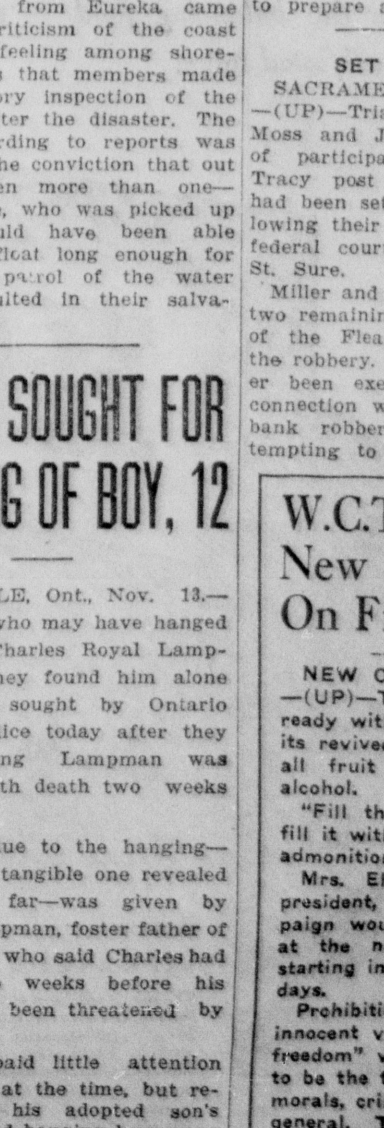 from Eureka came
riticism of the coast
feeling among shore-
that members made
ory inspection of the
ter the disaster. The
rding to reports was
he conviction that out
en more than one—
, who was picked up
uld have been able
float long enough for
patrol of the water
ulted in their salva-
SOUGHT FOR
G OF BOY, 12
LE, Ont., Nov. 13.—
who may have hanged
Charles Royal Lamp-
hey found him alone
sought by Ontario
lice today after they
ng Lampman was
th death two weeks
ue to the hanging—
tangible one revealed
far—was given by
pman, foster father of
who said Charles had
weeks before his
been threatened by
paid little attention
at the time, but re-
his adopted son's
to prepare a
SET
SACRAME
—(UP)—Tria
Moss and J
of participa
Tracy post
had been set
lowing their
federal cour
St. Sure.
Miller and
two remainin
of the Flea
the robbery.
er been exe
connection w
bank robber
tempting to
W.C.T
New
On F
NEW O
—(UP)—T
ready wit
its revive
all fruit
alcohol.
"Fill th
fill it wit
admonitio
Mrs. El
president,
paign wou
at the n
starting in
days.
Prohibiti
innocent v
freedom" w
to be the t
morals, cri
general. T